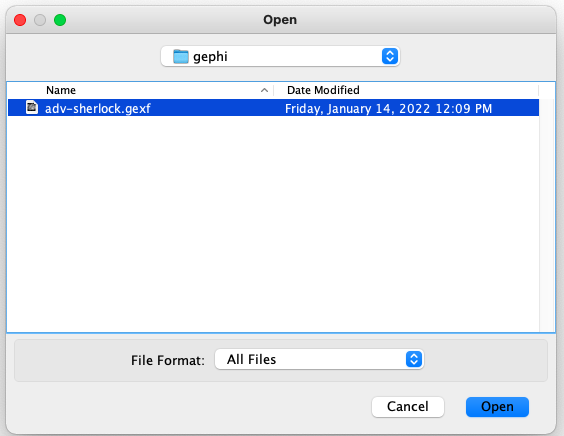 Open
gephi
Name Date Modified
adv-sherlock.gexf Friday, January 14, 2022 12:09 PM
File Format: All Files
Cancel Open